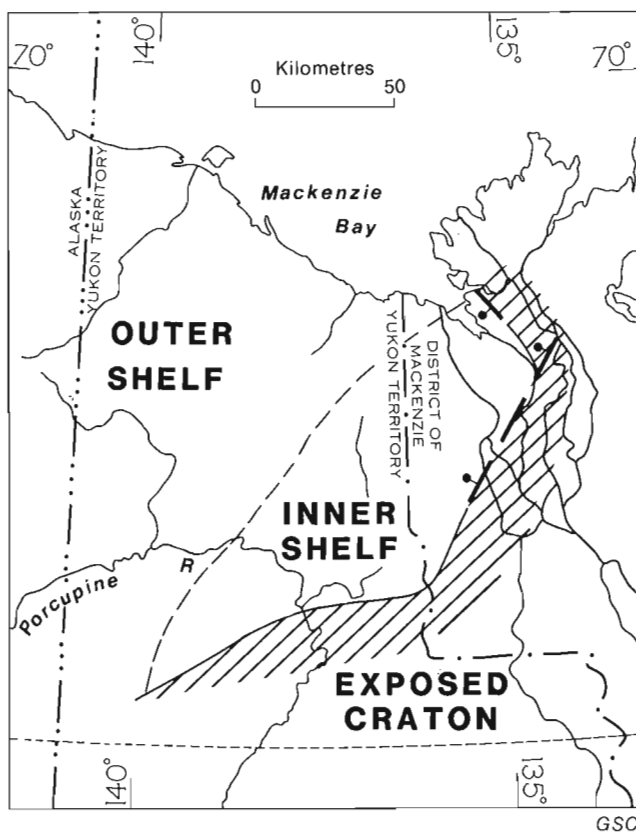 140°
135°
70°
70°
Kilometres
0 50
Mackenzie
Bay
ALASKA
YUKON TERRITORY
OUTER
SHELF
DISTRICT OF
MACKENZIE
YUKON TERRITORY
INNER
SHELF
Porcupine R
EXPOSED
CRATON
140°
135°
GSC